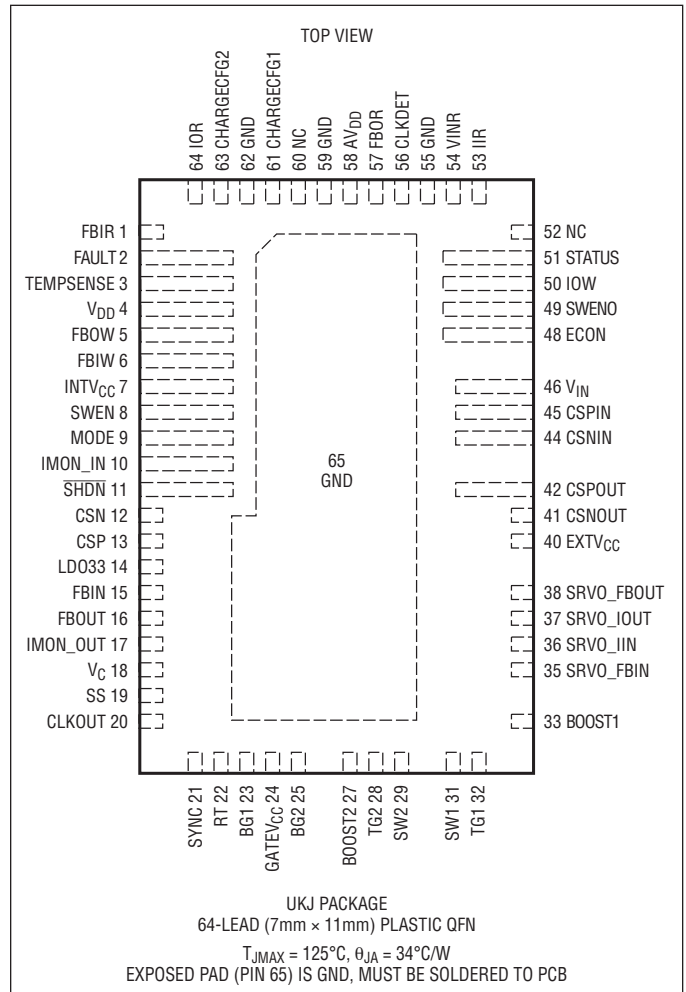 TOP VIEW
64 IOR
63 CHARGECFG2
62 GND
61 CHARGECFG1
60 NC
59 GND
58 AVDD
57 FBOR
56 CLKDET
55 GND
54 VINR
53 IIR
FBIR 1
FAULT 2
TEMPSENSE 3
VDD 4
FBOW 5
FBIW 6
INTVCC 7
SWEN 8
MODE 9
IMON_IN 10
SHDN 11
CSN 12
CSP 13
LDO33 14
FBIN 15
FBOUT 16
IMON_OUT 17
VC 18
SS 19
CLKOUT 20
65
GND
52 NC
51 STATUS
50 IOW
49 SWENO
48 ECON
46 VIN
45 CSPIN
44 CSNIN
42 CSPOUT
41 CSNOUT
40 EXTVCC
38 SRVO_FBOUT
37 SRVO_IOUT
36 SRVO_IIN
35 SRVO_FBIN
33 BOOST1
SYNC 21
RT 22
BG1 23
GATEVCC 24
BG2 25
BOOST2 27
TG2 28
SW2 29
SW1 31
TG1 32
UKJ PACKAGE
64-LEAD (7mm × 11mm) PLASTIC QFN
TJMAX = 125°C, θJA = 34°C/W
EXPOSED PAD (PIN 65) IS GND, MUST BE SOLDERED TO PCB